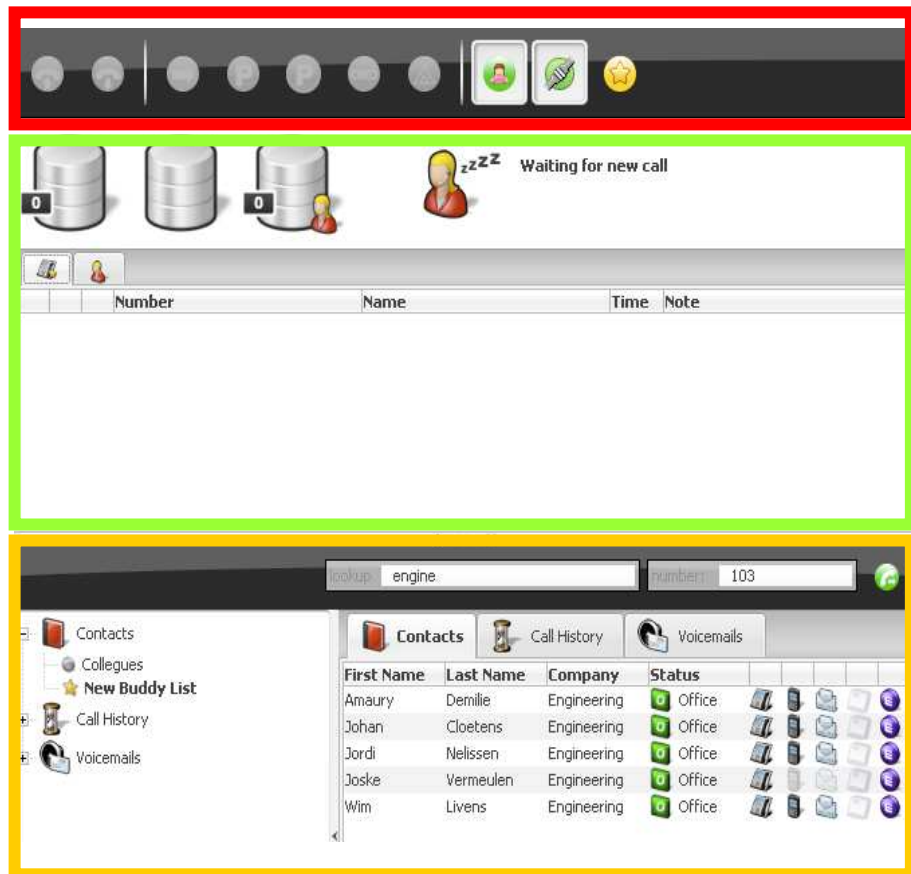 P P
zzzZ Waiting for new call
0 0
Number Name Time Note
lookup: engine number: 103
Contacts Contacts Call History Voicemails
Collegues
New Buddy List
Call History
Voicemails
First Name Last Name Company Status
Amaury Demilie Engineering O Office
Johan Cloetens Engineering O Office
Jordi Nelissen Engineering O Office
Joske Vermeulen Engineering O Office
Wim Livens Engineering O Office